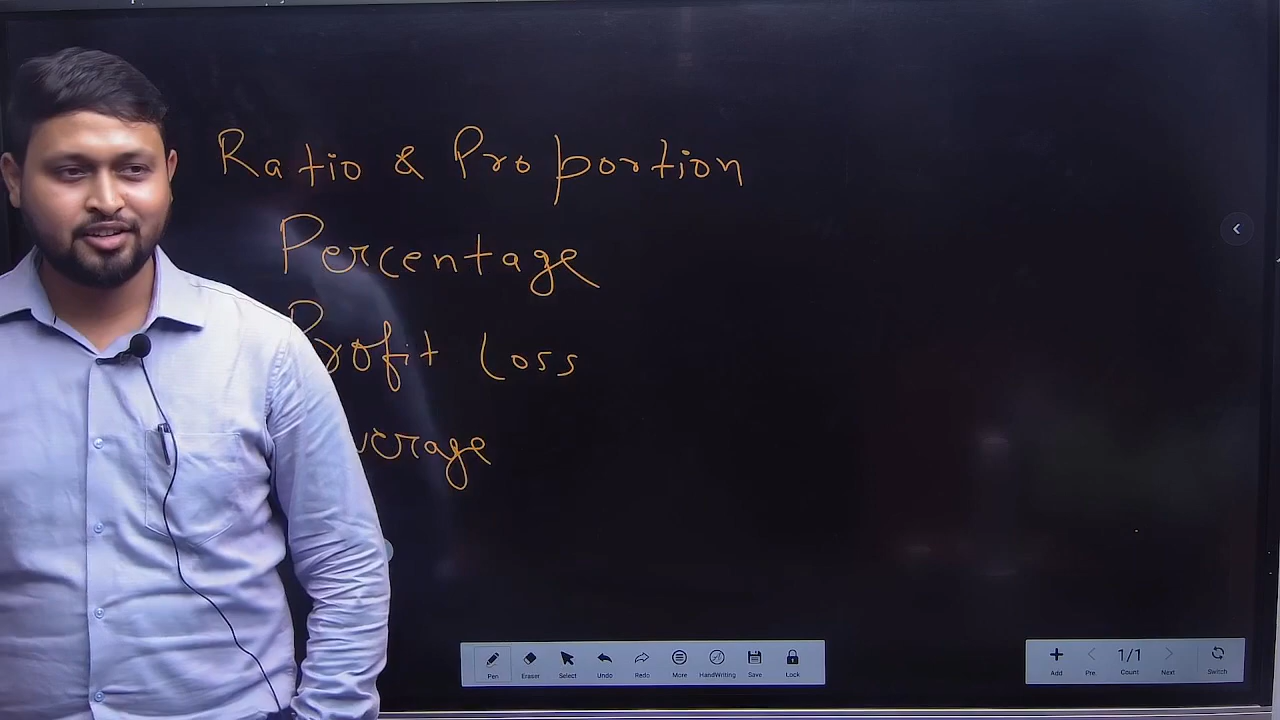 Ratio & Proportion
Percentage
Profit Loss
verage
Pen Eraser Select Undo Redo More HandWriting Save Lock
1/1
Add Pre Count Next Switch